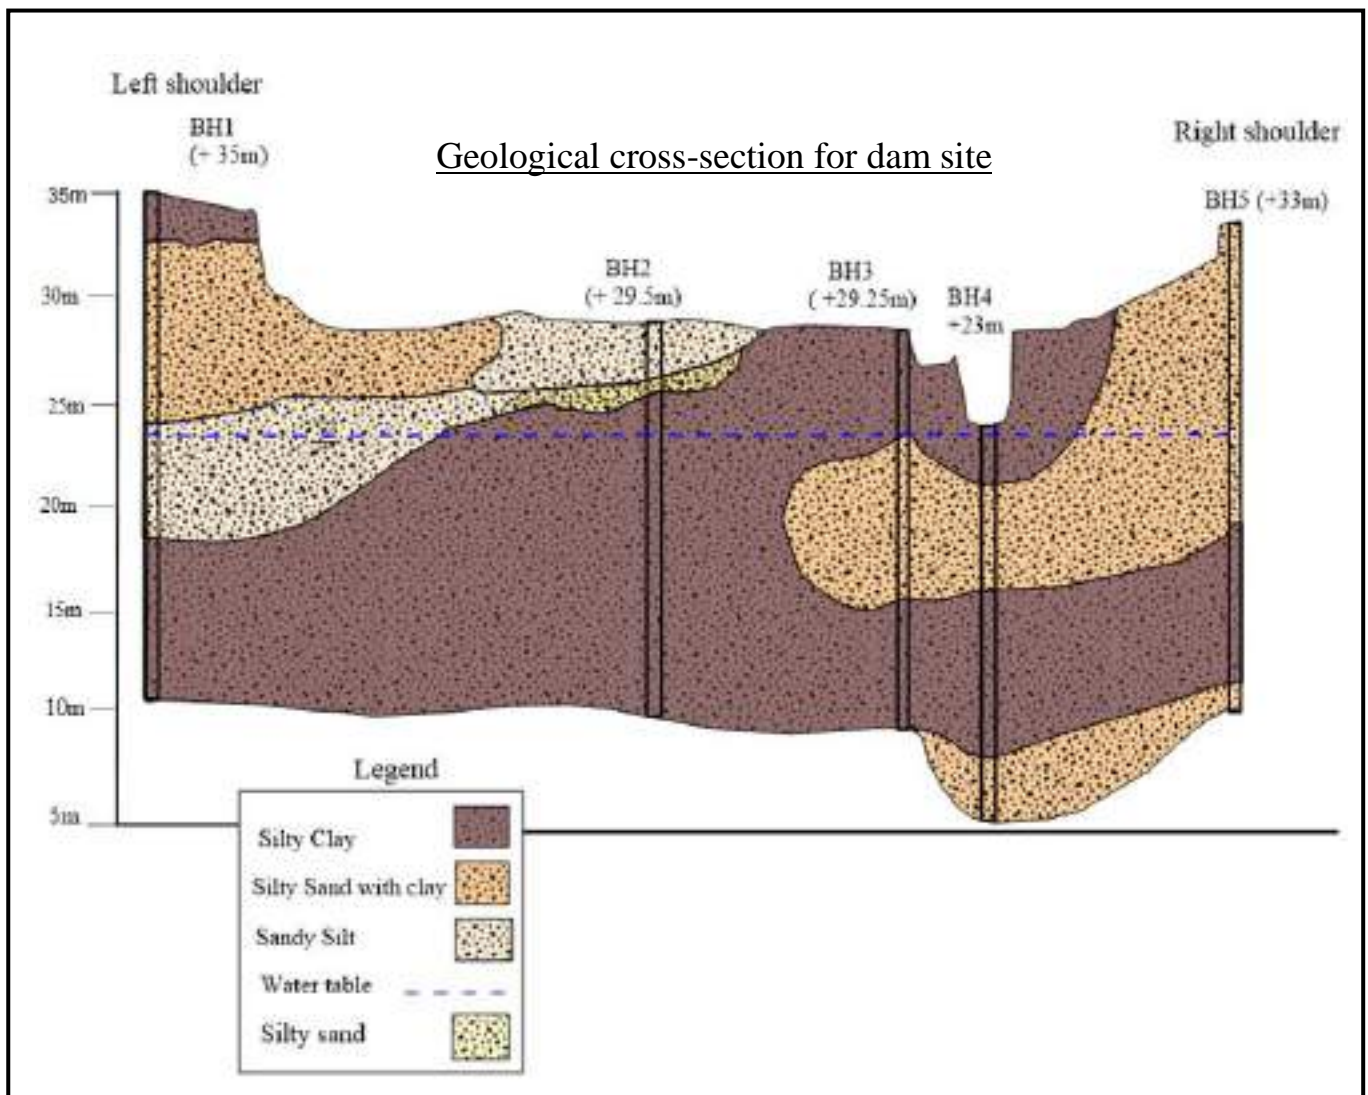 Left shoulder
BH1
(+ 35m)
Geological cross-section for dam site
Right shoulder
BH5 (+33m)
35m
BH2
(+ 29.5m)
BH3
( +29.25m)
BH4
+23m
30m
25m
20m
15m
10m
5m
Legend
Silty Clay
Silty Sand with clay
Sandy Silt
Water table
Silty sand